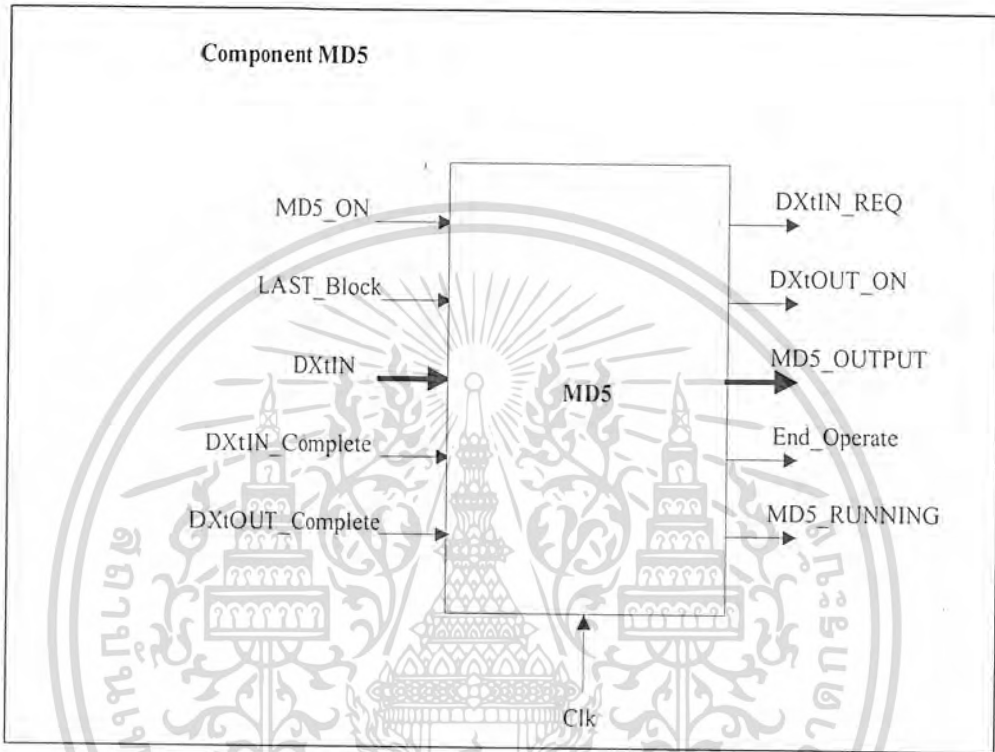 Component MD5
MD5_ON
LAST_Block
DXtIN
DXtIN_Complete
DXtOUT_Complete
MD5
DXtIN_REQ
DXtOUT_ON
MD5_OUTPUT
End_Operate
MD5_RUNNING
Clk